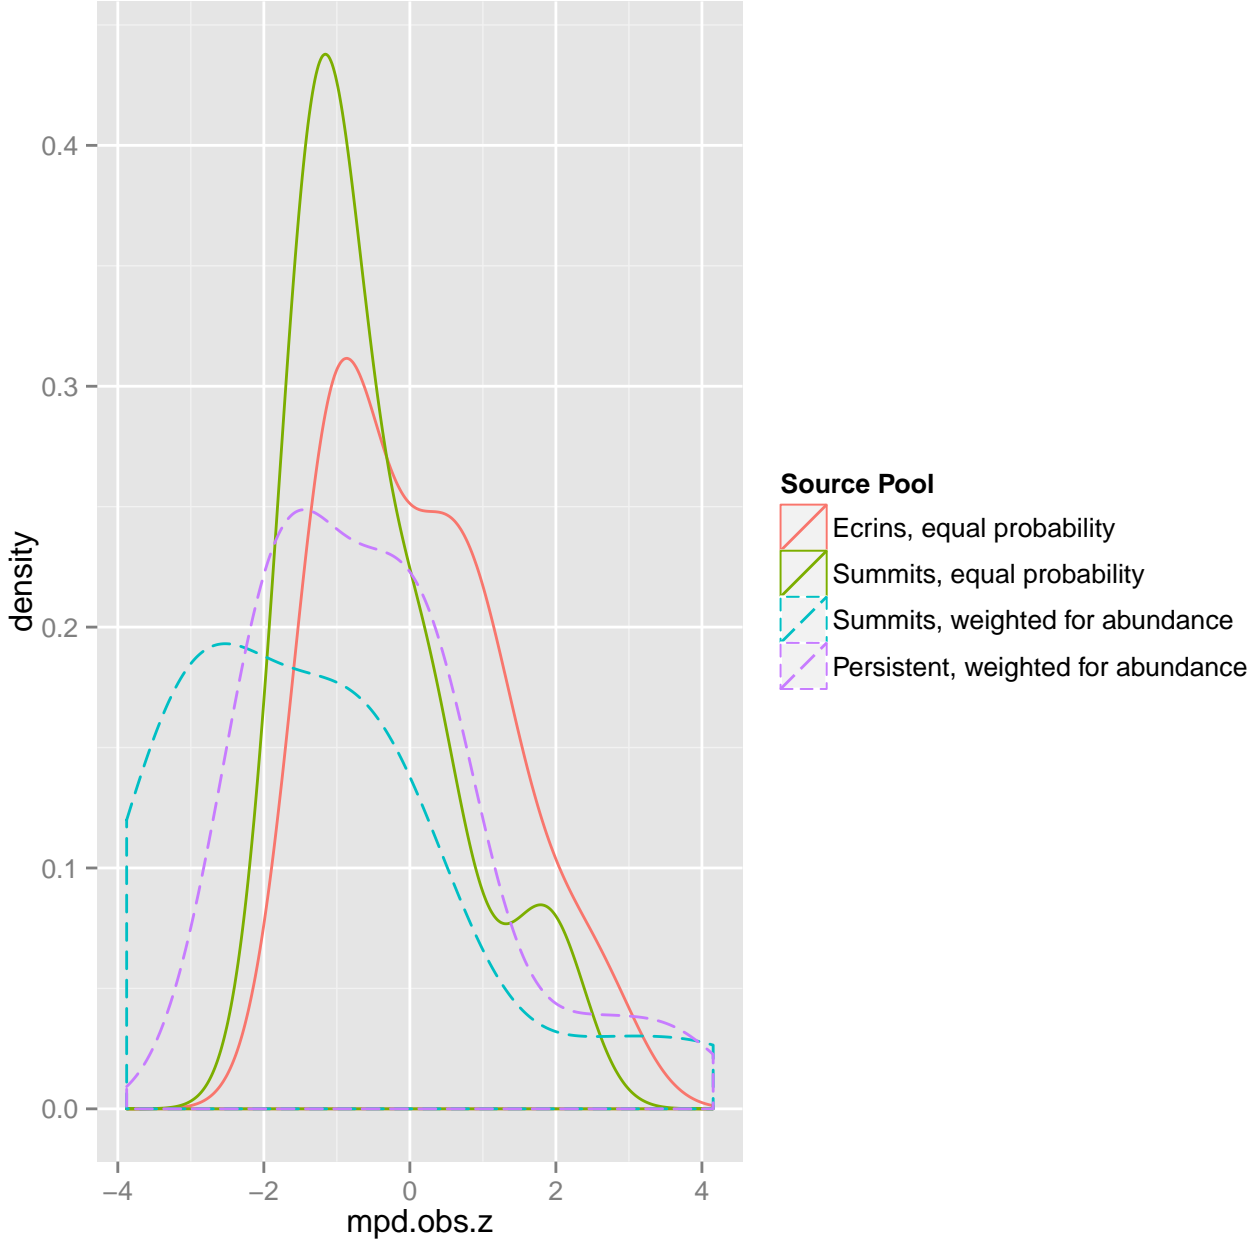 0.4
0.3
0.2
0.1
0.0
density
−4
−2
0
2
4
mpd.obs.z
Source Pool
Ecrins, equal probability
Summits, equal probability
Summits, weighted for abundance
Persistent, weighted for abundance